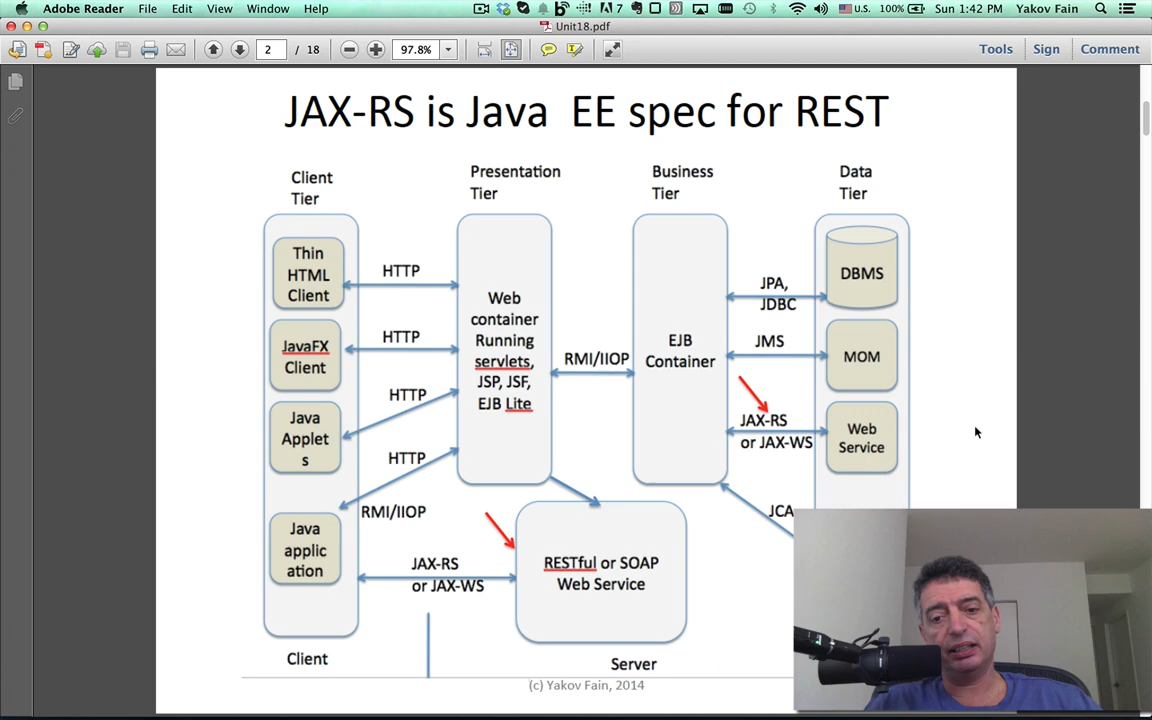 Adobe Reader File Edit View Window Help
7 U.S. 100% Sun 1:42 PM Yakov Fain
Unit18.pdf
2 / 18 97.8% Tools Sign Comment
JAX-RS is Java EE spec for REST
Client
Tier
Presentation
Tier
Business
Tier
Data
Tier
Thin
HTML
Client
HTTP
JavaFX
Client
HTTP
Java
Applet
s
HTTP
HTTP
RMI/IIOP
Java
applic
ation
JAX-RS
or JAX-WS
Client
Web
container
Running
servlets,
JSP, JSF,
EJB Lite
RMI/IIOP
EJB
Container
JPA,
JDBC
JMS
JAX-RS
or JAX-WS
JCA
DBMS
MOM
Web
Service
RESTful or SOAP
Web Service
Server
(c) Yakov Fain, 2014